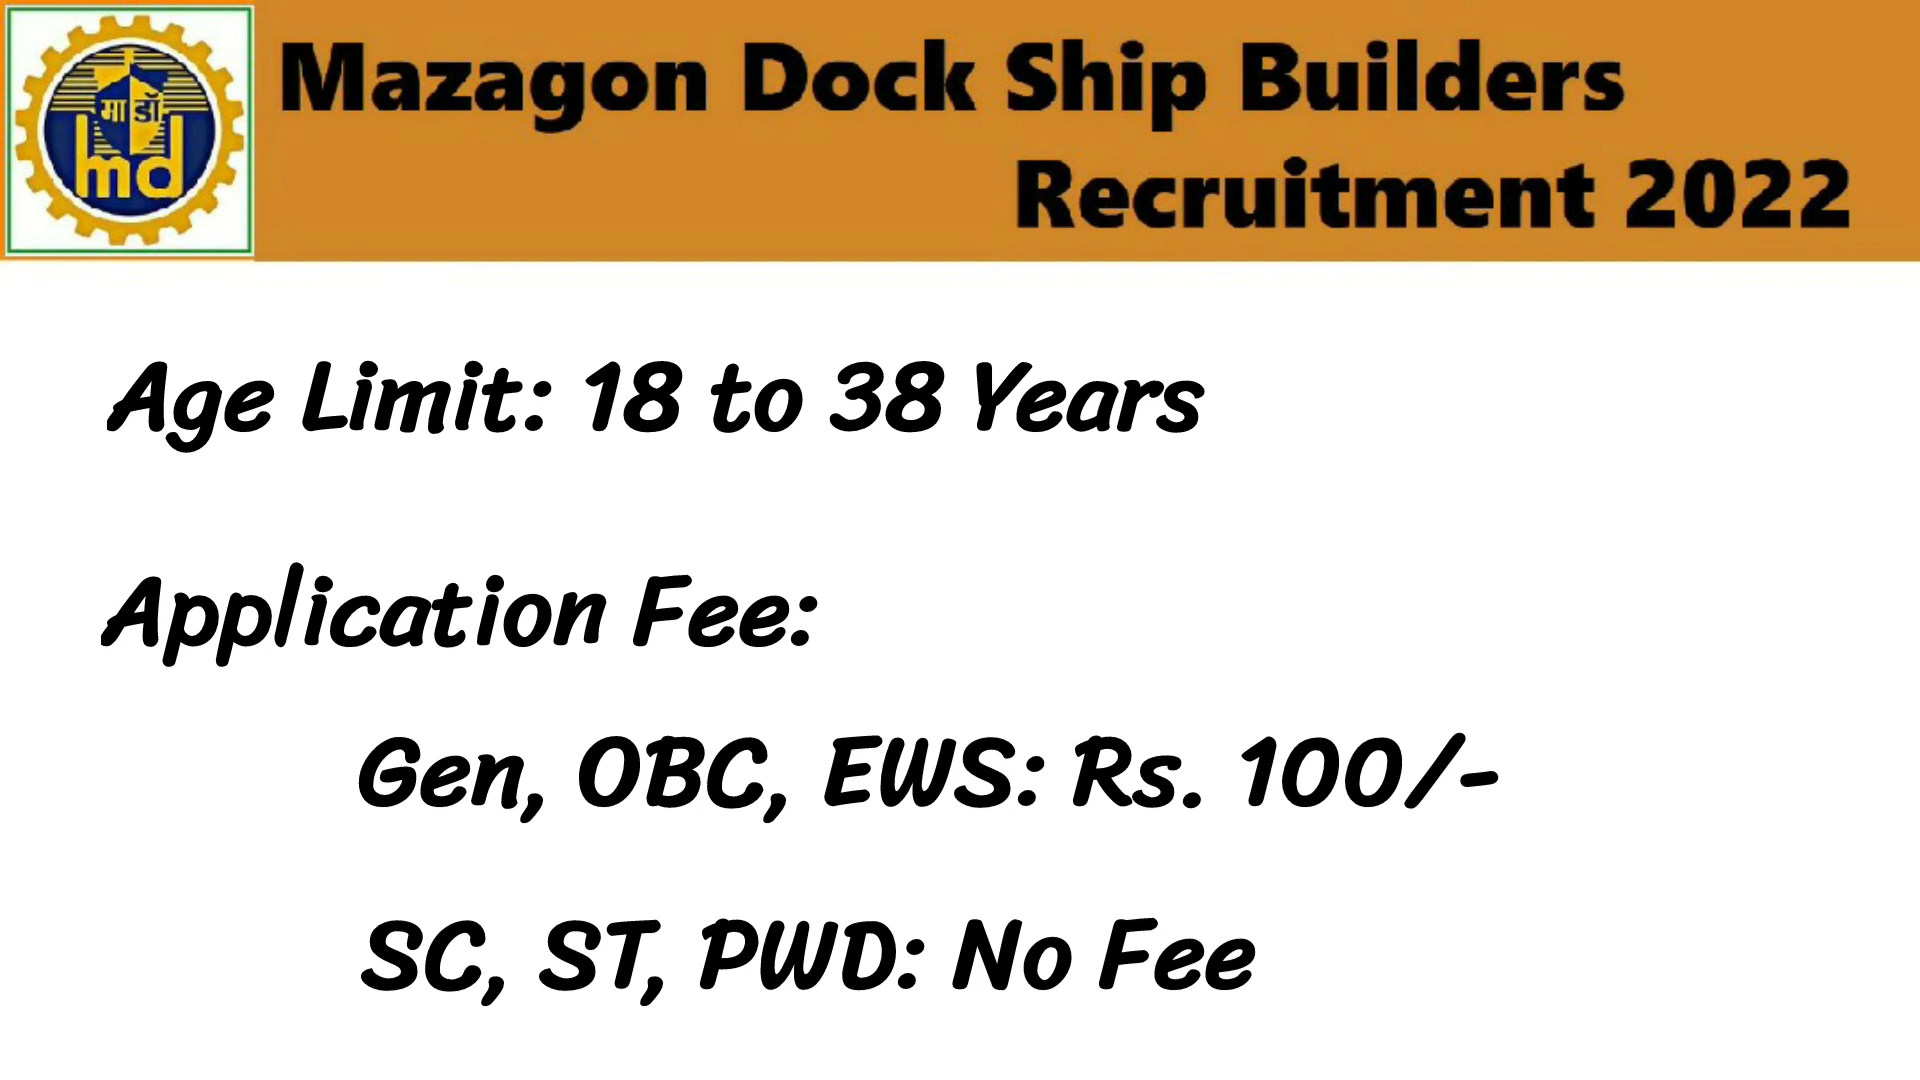 मा डॉ
md
Mazagon Dock Ship Builders
Recruitment 2022
Age Limit: 18 to 38 Years
Application Fee:
Gen, OBC, EWS: Rs. 100/-
SC, ST, PWD: No Fee